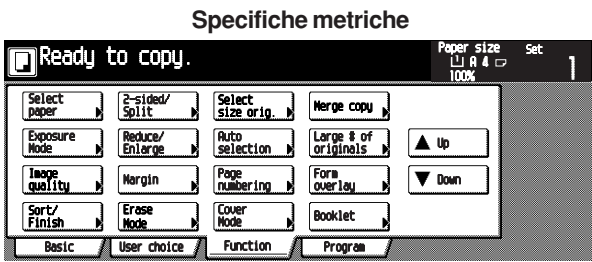 Specifiche metriche
Ready to copy.
Paper size
A4
100%
Set
1
Select
paper
2-sided/
Split
Select
size orig.
Merge copy
Exposure
Mode
Reduce/
Enlarge
Auto
selection
Large # of
originals
▲ Up
Image
quality
Margin
Page
numbering
Form
overlay
▼ Down
Sort/
Finish
Erase
Mode
Cover
Mode
Booklet
Basic
User choice
Function
Program